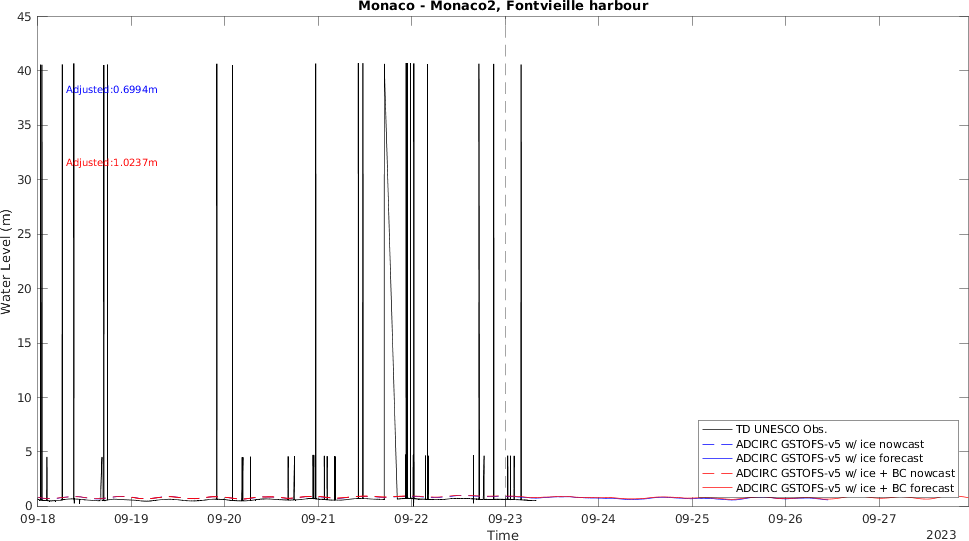 Monaco - Monaco2, Fontvieille harbour
45
40
35
30
25
20
15
10
5
0
Water Level (m)
Adjusted:0.6994m
Adjusted:1.0237m
TD UNESCO Obs.
ADCIRC GSTOFS-v5 w/ ice nowcast
ADCIRC GSTOFS-v5 w/ ice forecast
ADCIRC GSTOFS-v5 w/ ice + BC nowcast
ADCIRC GSTOFS-v5 w/ ice + BC forecast
09-18 09-19 09-20 09-21 09-22 09-23 09-24 09-25 09-26 09-27
Time
2023